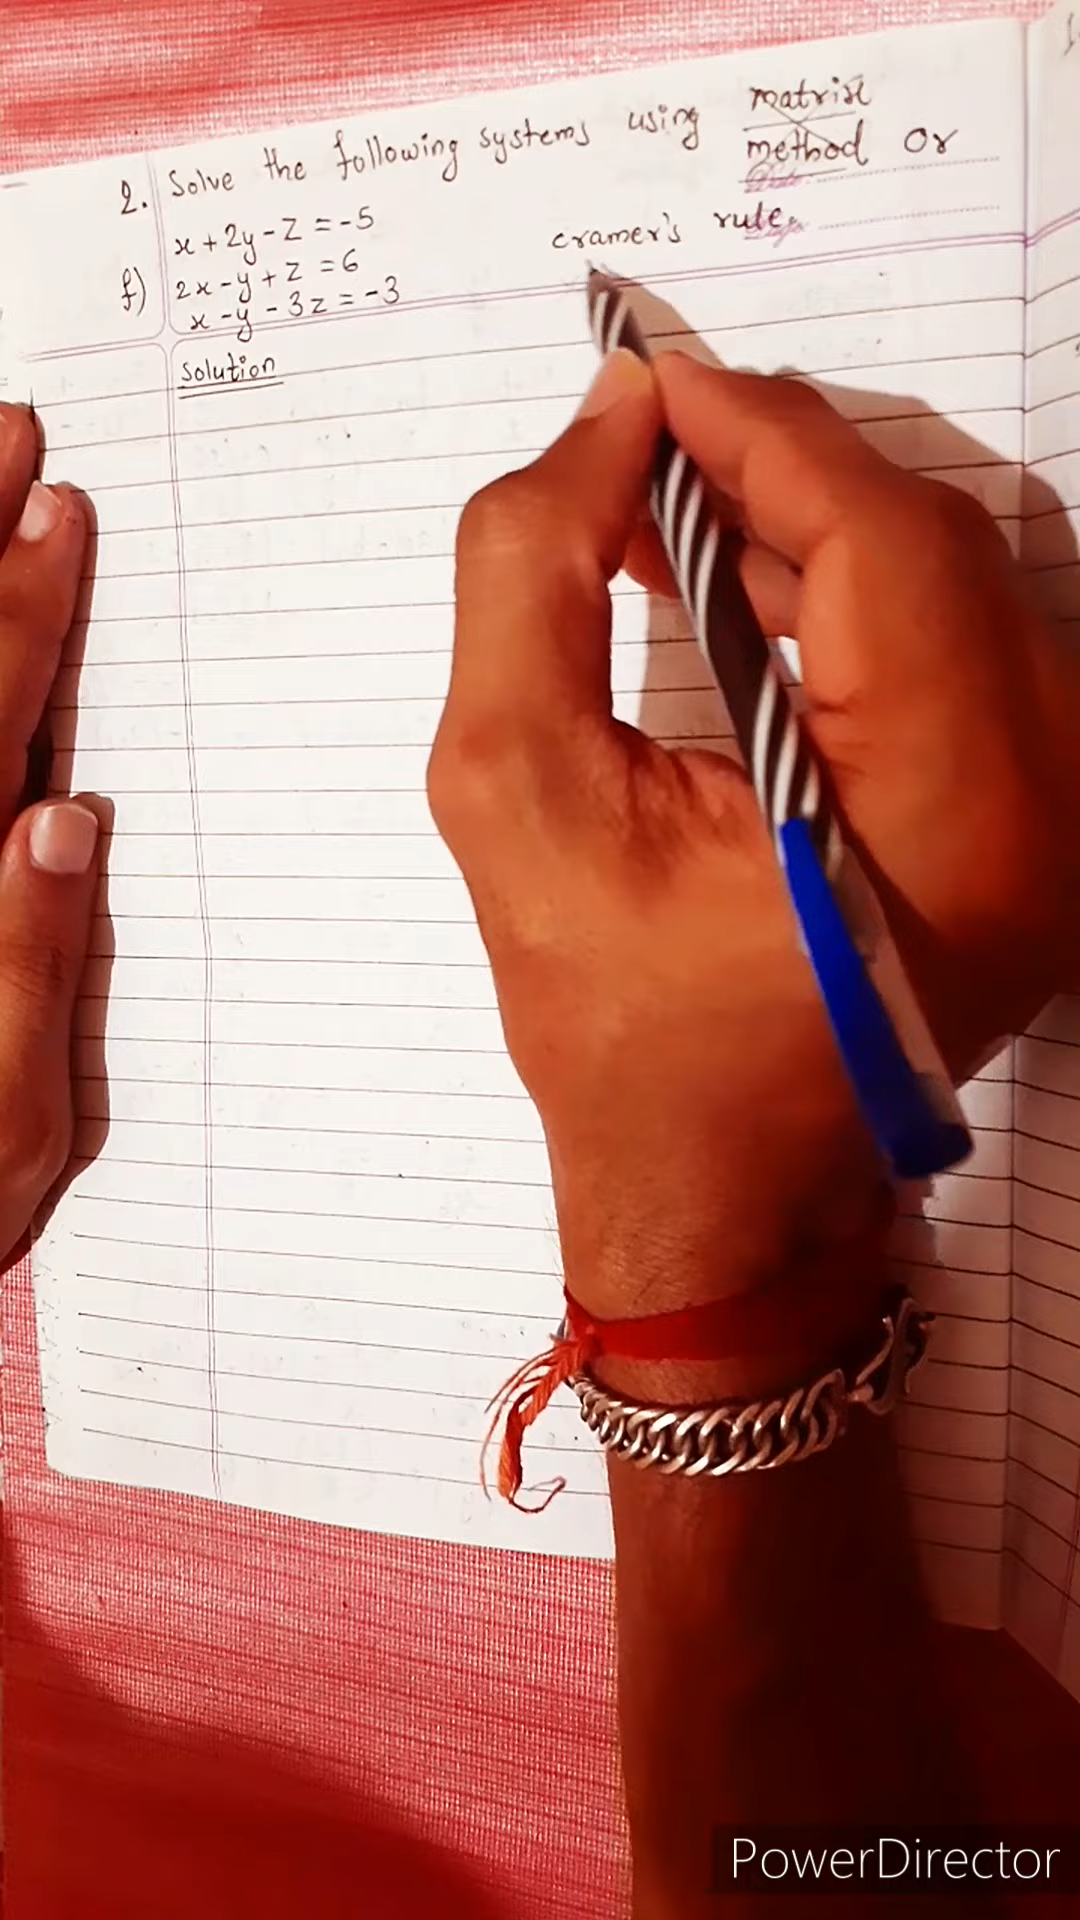 2. Solve the following systems using matrix
method or
cramer's rule.
x + 2y - z = -5
f) 2x - y + z = 6
x - y - 3z = -3
Solution
PowerDirector